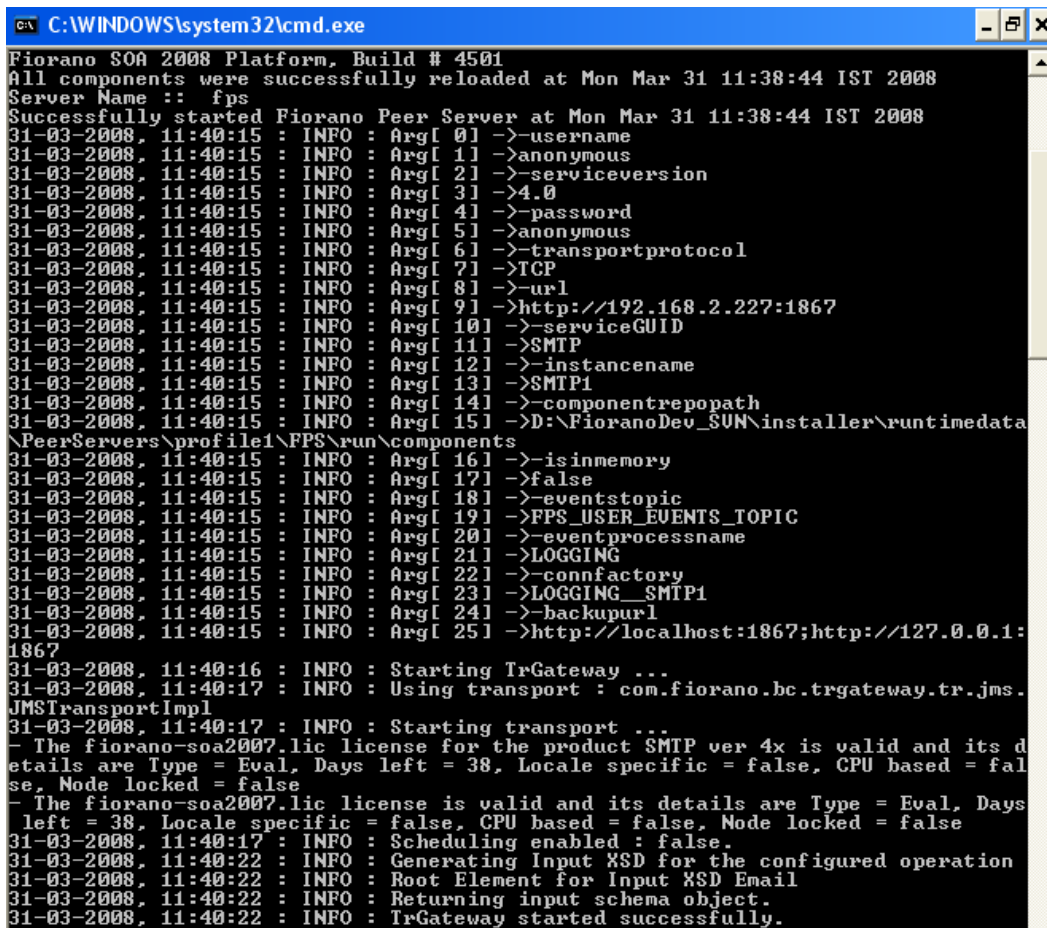 C:\WINDOWS\system32\cmd.exe
Fiorano SOA 2008 Platform, Build # 4501
All components were successfully reloaded at Mon Mar 31 11:38:44 IST 2008
Server Name ::  fps
Successfully started Fiorano Peer Server at Mon Mar 31 11:38:44 IST 2008
31-03-2008, 11:40:15 : INFO : Arg[ 0] ->-username
31-03-2008, 11:40:15 : INFO : Arg[ 1] ->anonymous
31-03-2008, 11:40:15 : INFO : Arg[ 2] ->-serviceversion
31-03-2008, 11:40:15 : INFO : Arg[ 3] ->4.0
31-03-2008, 11:40:15 : INFO : Arg[ 4] ->-password
31-03-2008, 11:40:15 : INFO : Arg[ 5] ->anonymous
31-03-2008, 11:40:15 : INFO : Arg[ 6] ->-transportprotocol
31-03-2008, 11:40:15 : INFO : Arg[ 7] ->TCP
31-03-2008, 11:40:15 : INFO : Arg[ 8] ->-url
31-03-2008, 11:40:15 : INFO : Arg[ 9] ->http://192.168.2.227:1867
31-03-2008, 11:40:15 : INFO : Arg[ 10] ->-serviceGUID
31-03-2008, 11:40:15 : INFO : Arg[ 11] ->SMTP
31-03-2008, 11:40:15 : INFO : Arg[ 12] ->-instancename
31-03-2008, 11:40:15 : INFO : Arg[ 13] ->SMTP1
31-03-2008, 11:40:15 : INFO : Arg[ 14] ->-componentrepopath
31-03-2008, 11:40:15 : INFO : Arg[ 15] ->D:\FioranoDev_SVN\installer\runtimedata
\PeerServers\profile1\FPS\run\components
31-03-2008, 11:40:15 : INFO : Arg[ 16] ->-isinmemory
31-03-2008, 11:40:15 : INFO : Arg[ 17] ->false
31-03-2008, 11:40:15 : INFO : Arg[ 18] ->-eventstopic
31-03-2008, 11:40:15 : INFO : Arg[ 19] ->FPS_USER_EVENTS_TOPIC
31-03-2008, 11:40:15 : INFO : Arg[ 20] ->-eventprocessname
31-03-2008, 11:40:15 : INFO : Arg[ 21] ->LOGGING
31-03-2008, 11:40:15 : INFO : Arg[ 22] ->-connfactory
31-03-2008, 11:40:15 : INFO : Arg[ 23] ->LOGGING__SMTP1
31-03-2008, 11:40:15 : INFO : Arg[ 24] ->-backupurl
31-03-2008, 11:40:15 : INFO : Arg[ 25] ->http://localhost:1867;http://127.0.0.1:
1867
31-03-2008, 11:40:16 : INFO : Starting TrGateway ...
31-03-2008, 11:40:17 : INFO : Using transport : com.fiorano.bc.trgateway.tr.jms.
JMSTransportImpl
31-03-2008, 11:40:17 : INFO : Starting transport ...
- The fiorano-soa2007.lic license for the product SMTP ver 4x is valid and its d
etails are Type = Eval, Days left = 38, Locale specific = false, CPU based = fal
se, Node locked = false
- The fiorano-soa2007.lic license is valid and its details are Type = Eval, Days
 left = 38, Locale specific = false, CPU based = false, Node locked = false
31-03-2008, 11:40:17 : INFO : Scheduling enabled : false.
31-03-2008, 11:40:22 : INFO : Generating Input XSD for the configured operation
31-03-2008, 11:40:22 : INFO : Root Element for Input XSD Email
31-03-2008, 11:40:22 : INFO : Returning input schema object.
31-03-2008, 11:40:22 : INFO : TrGateway started successfully.